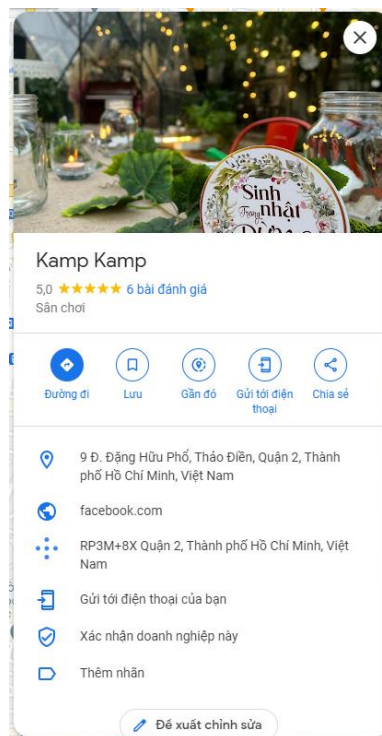 Sinh
Trong nhật
Kamp Kamp
5,0 6 bài đánh giá
Sân chơi
Đường đi
Lưu
Gần đó
Gửi tới điện
thoại
Chia sẻ
9 Đ. Đặng Hữu Phổ, Thảo Điền, Quận 2, Thành
phố Hồ Chí Minh, Việt Nam
facebook.com
RP3M+8X Quận 2, Thành phố Hồ Chí Minh, Việt
Nam
Gửi tới điện thoại của bạn
Xác nhận doanh nghiệp này
Thêm nhãn
Đề xuất chỉnh sửa